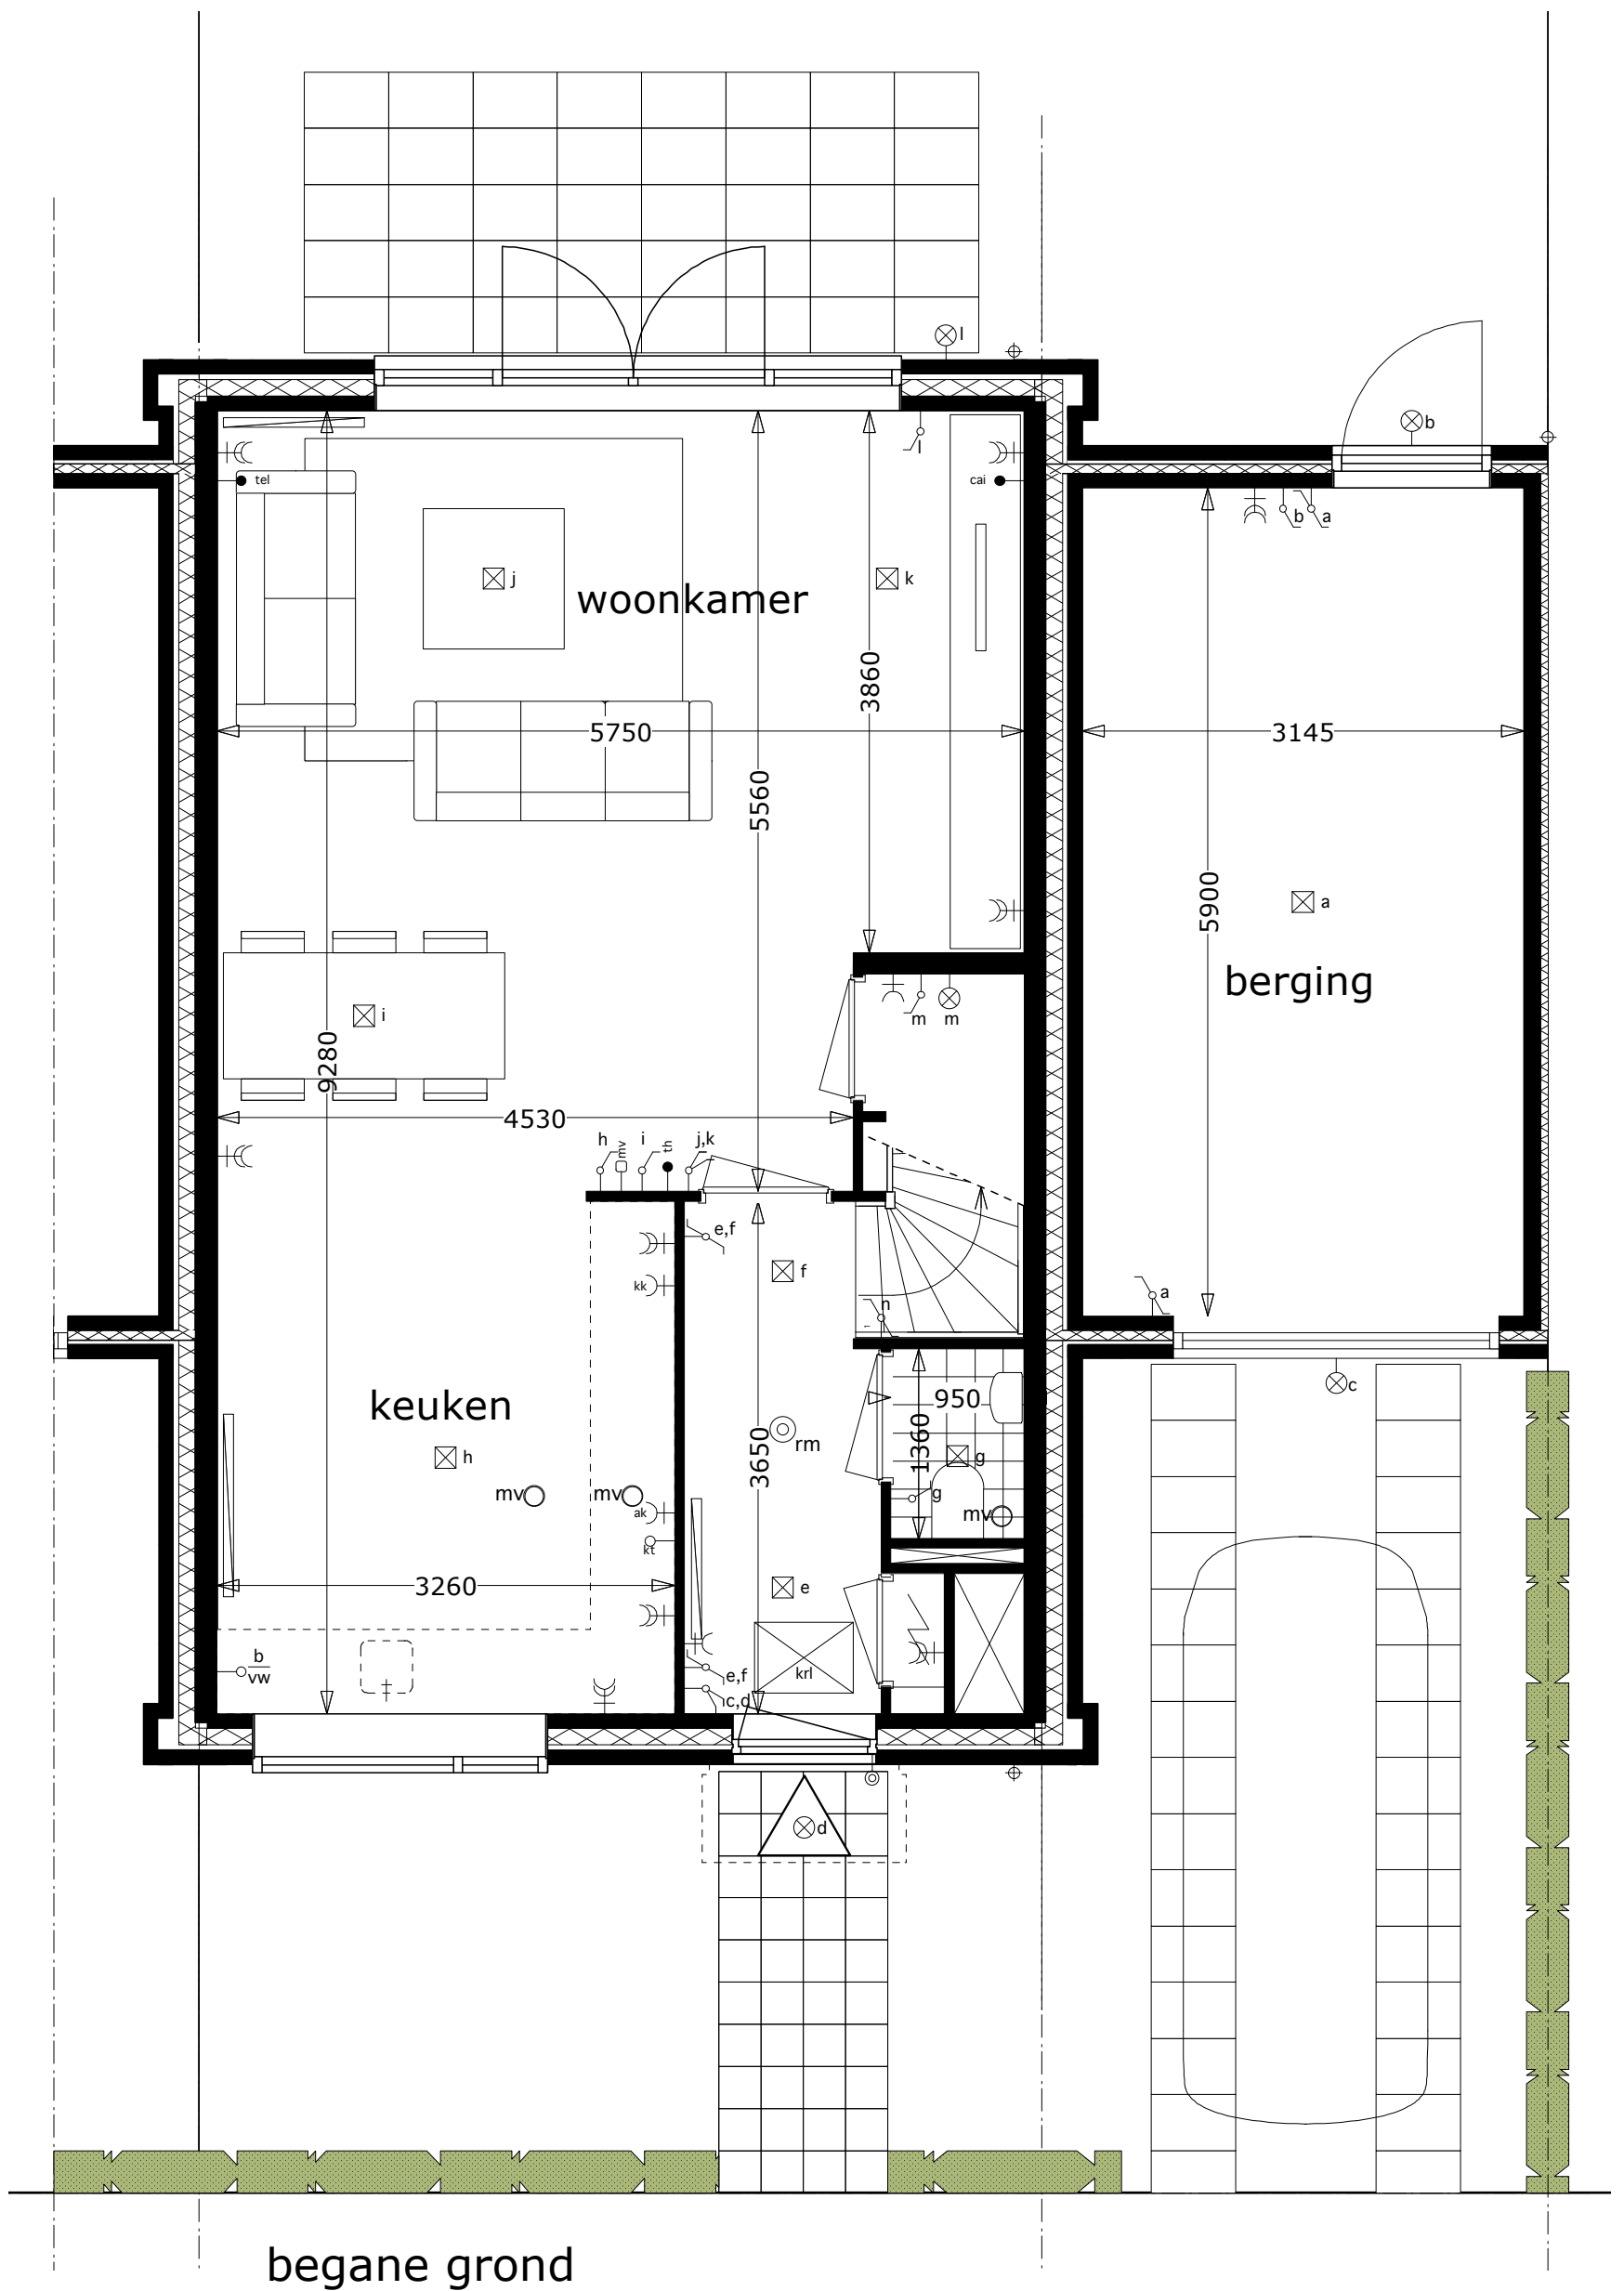 l
b
l
tel
cai
b a
j
woonkamer
k
3860
5750
3145
5560
5900
a
berging
i
m m
9280
4530
h mv i th j,k
e,f
f
kk
a
n
1
c
keuken
950
1360
3650
rm
h
g
mv mv
g
ak
mv
kt
3260
e
b
vw
e,f
krl
c,d
d
begane grond